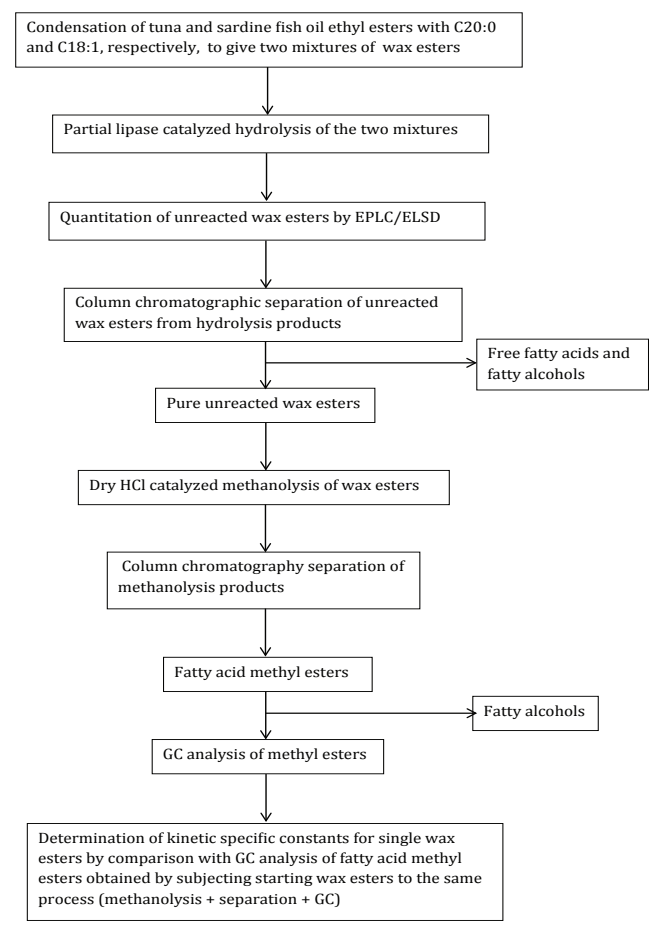 Condensation of tuna and sardine fish oil ethyl esters with C20:0
and C18:1, respectively, to give two mixtures of wax esters
Partial lipase catalyzed hydrolysis of the two mixtures
Quantitation of unreacted wax esters by EPLC/ELSD
Column chromatographic separation of unreacted
wax esters from hydrolysis products
Free fatty acids and
fatty alcohols
Pure unreacted wax esters
Dry HCl catalyzed methanolysis of wax esters
Column chromatography separation of
methanolysis products
Fatty acid methyl esters
Fatty alcohols
GC analysis of methyl esters
Determination of kinetic specific constants for single wax
esters by comparison with GC analysis of fatty acid methyl
esters obtained by subjecting starting wax esters to the same
process (methanolysis + separation + GC)